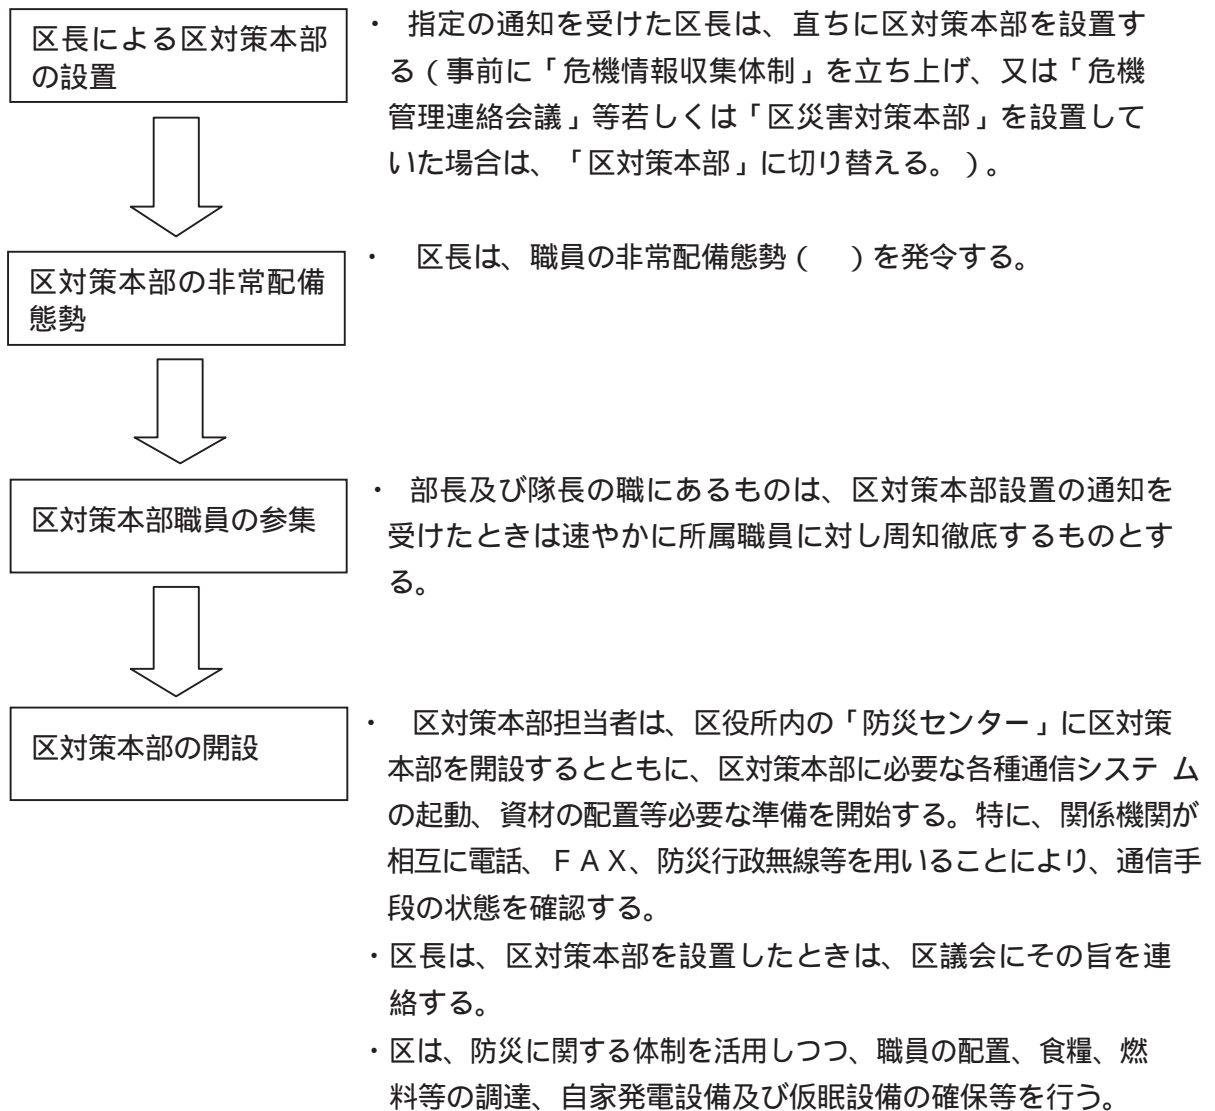 区長による区対策本部
の設置
・ 指定の通知を受けた区長は、直ちに区対策本部を設置す
る（事前に「危機情報収集体制」を立ち上げ、又は「危機
管理連絡会議」等若しくは「区災害対策本部」を設置して
いた場合は、「区対策本部」に切り替える。）。
区対策本部の非常配備
態勢
・ 区長は、職員の非常配備態勢（ ）を発令する。
区対策本部職員の参集
・ 部長及び隊長の職にあるものは、区対策本部設置の通知を
受けたときは速やかに所属職員に対し周知徹底するものとす
る。
区対策本部の開設
・ 区対策本部担当者は、区役所内の「防災センター」に区対策
本部を開設するとともに、区対策本部に必要な各種通信システ ム
の起動、資材の配置等必要な準備を開始する。特に、関係機関が
相互に電話、ＦＡＸ、防災行政無線等を用いることにより、通信手
段の状態を確認する。
・区長は、区対策本部を設置したときは、区議会にその旨を連
絡する。
・区は、防災に関する体制を活用しつつ、職員の配置、食糧、燃
料等の調達、自家発電設備及び仮眠設備の確保等を行う。